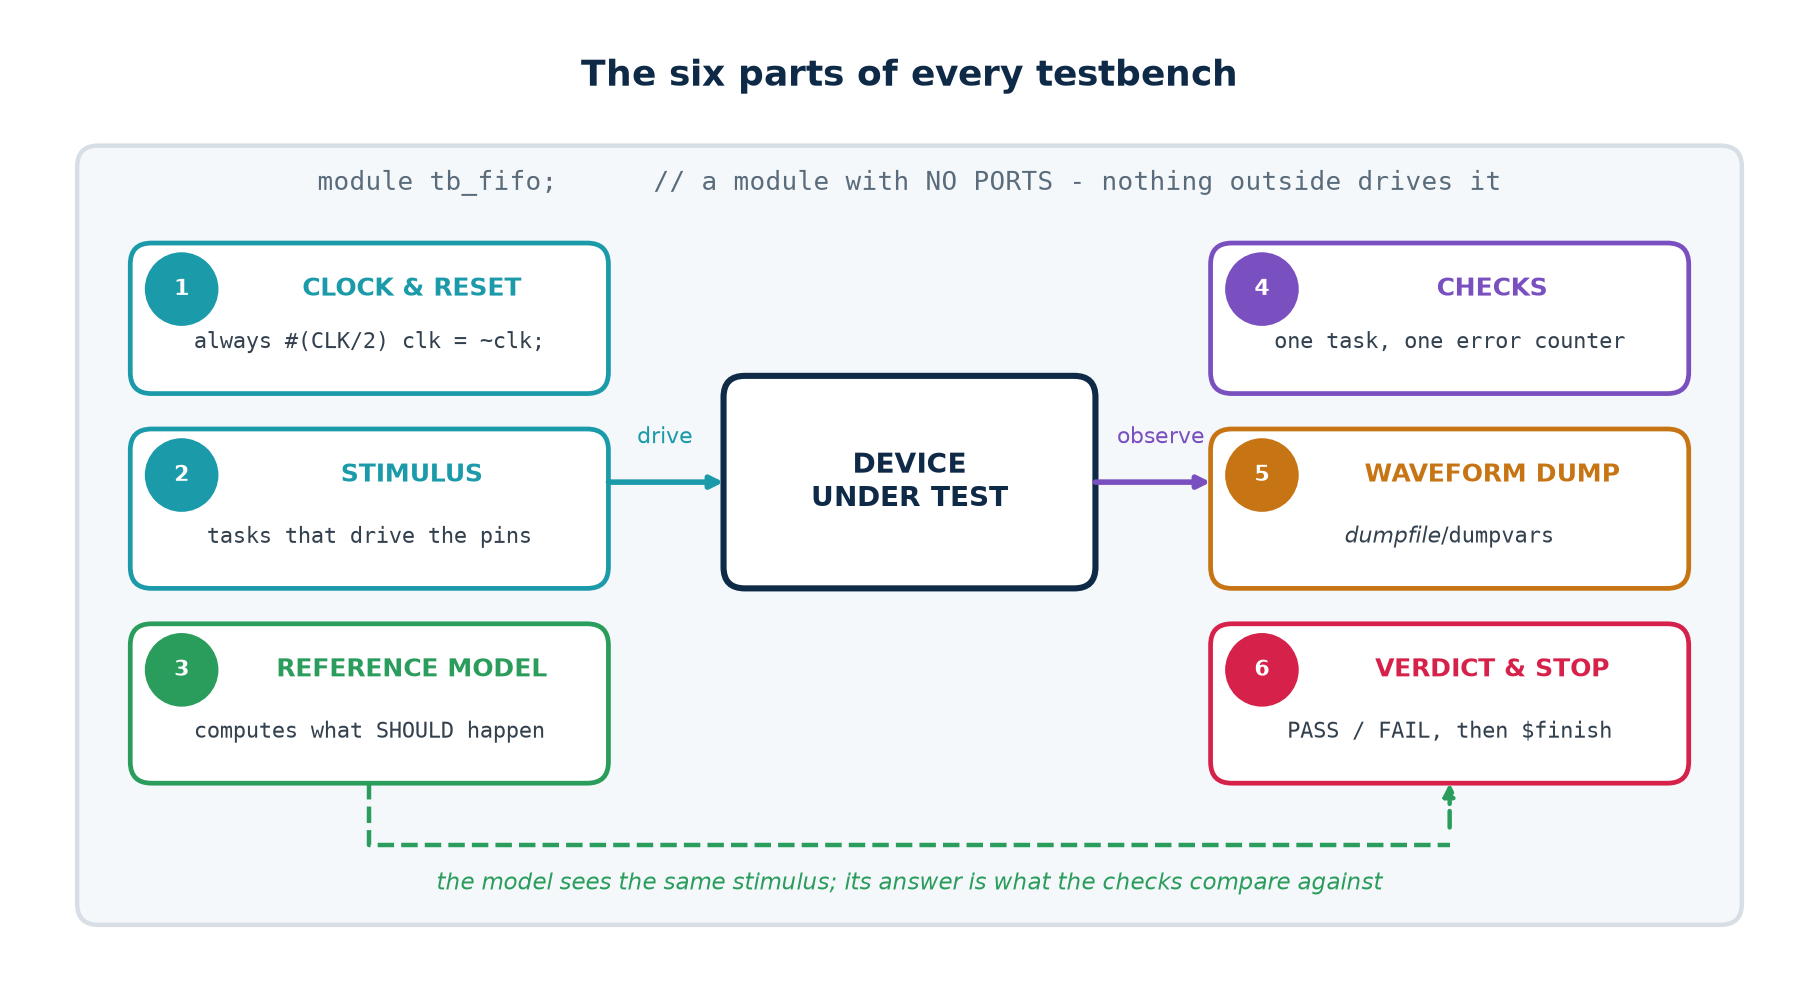 The six parts of every testbench
module tb_fifo;      // a module with NO PORTS - nothing outside drives it
1
CLOCK & RESET
always #(CLK/2) clk = ~clk;
2
STIMULUS
tasks that drive the pins
3
REFERENCE MODEL
computes what SHOULD happen
drive
DEVICE
UNDER TEST
observe
4
CHECKS
one task, one error counter
5
WAVEFORM DUMP
dumpfile/dumpvars
6
VERDICT & STOP
PASS / FAIL, then $finish
the model sees the same stimulus; its answer is what the checks compare against